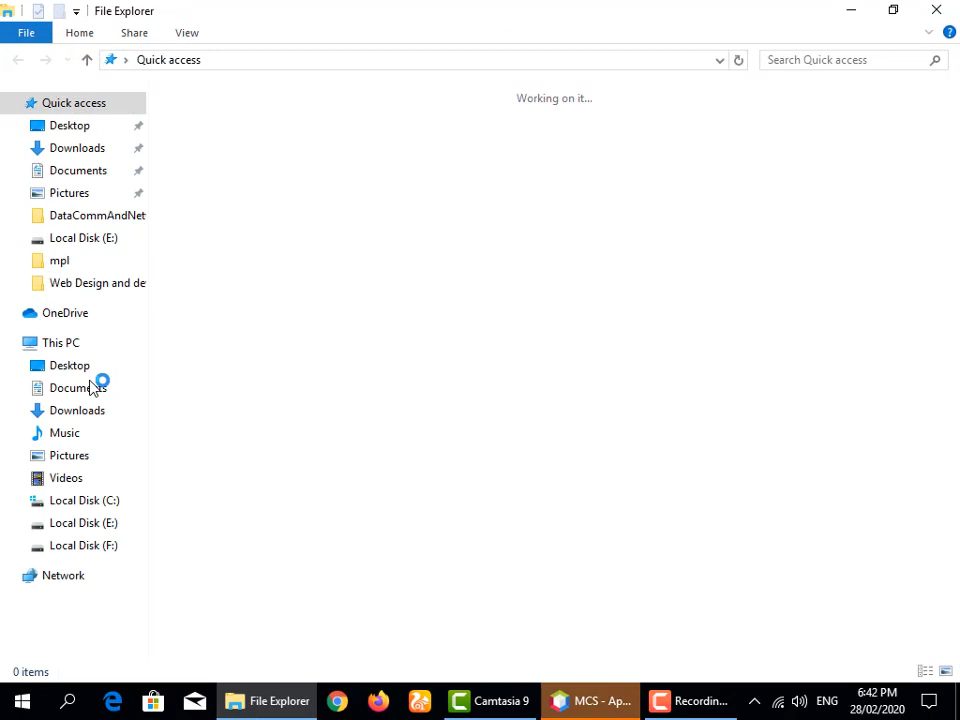 File Explorer
File Home Share View
Quick access
Search Quick access
Working on it...
Quick access
Desktop
Downloads
Documents
Pictures
DataCommAndNet
Local Disk (E:)
mpl
Web Design and de
OneDrive
This PC
Desktop
Documents
Downloads
Music
Pictures
Videos
Local Disk (C:)
Local Disk (E:)
Local Disk (F:)
Network
0 items
File Explorer Camtasia 9 MCS - Ap... Recordin... ENG
6:42 PM
28/02/2020